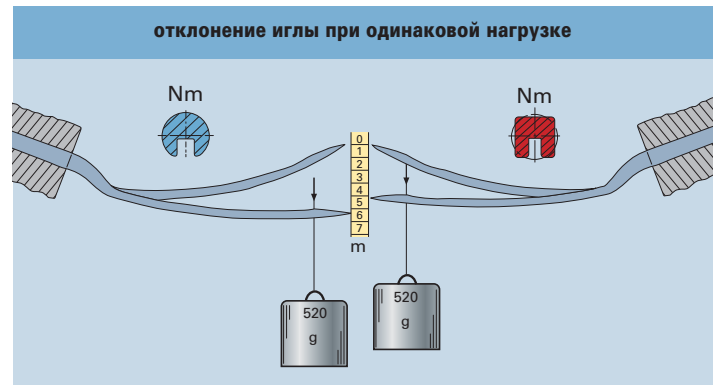 отклонение иглы при одинаковой нагрузке
Nm
Nm
0
1
2
3
4
5
6
7
m
520
g
520
g